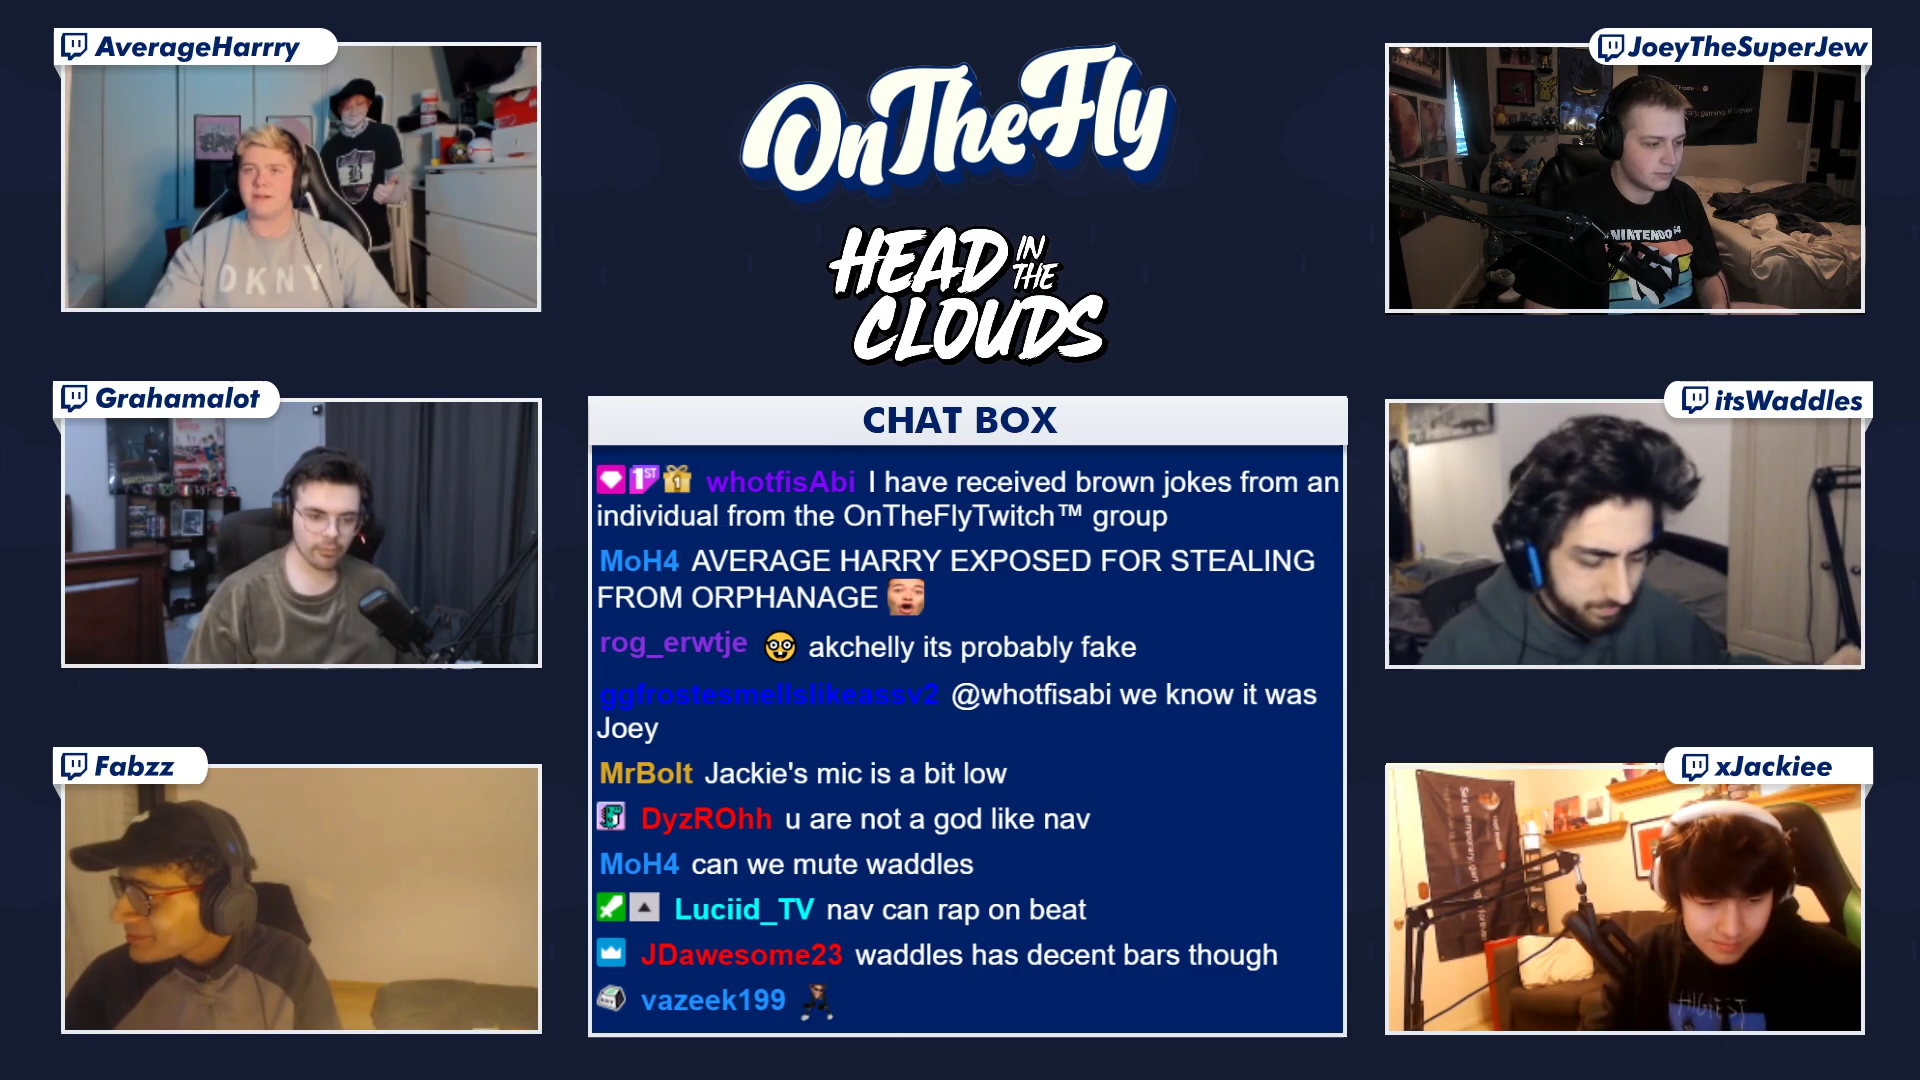 AverageHarrry
DKNY
OnTheFly
HEAD IN THE CLOUDS
JoeyTheSuperJew
NINTENDO 64
Grahamalot
itsWaddles
Fabzz
xJackiee
CHAT BOX
1ST 1 whotfisAbi I have received brown jokes from an
individual from the OnTheFlyTwitch™ group
MoH4 AVERAGE HARRY EXPOSED FOR STEALING
FROM ORPHANAGE
rog_erwtje 🤓 akchelly its probably fake
ggfrostesmellslikeassv2 @whotfisabi we know it was
Joey
MrBolt Jackie's mic is a bit low
DyzROhh u are not a god like nav
MoH4 can we mute waddles
Luciid_TV nav can rap on beat
JDawesome23 waddles has decent bars though
vazeek199